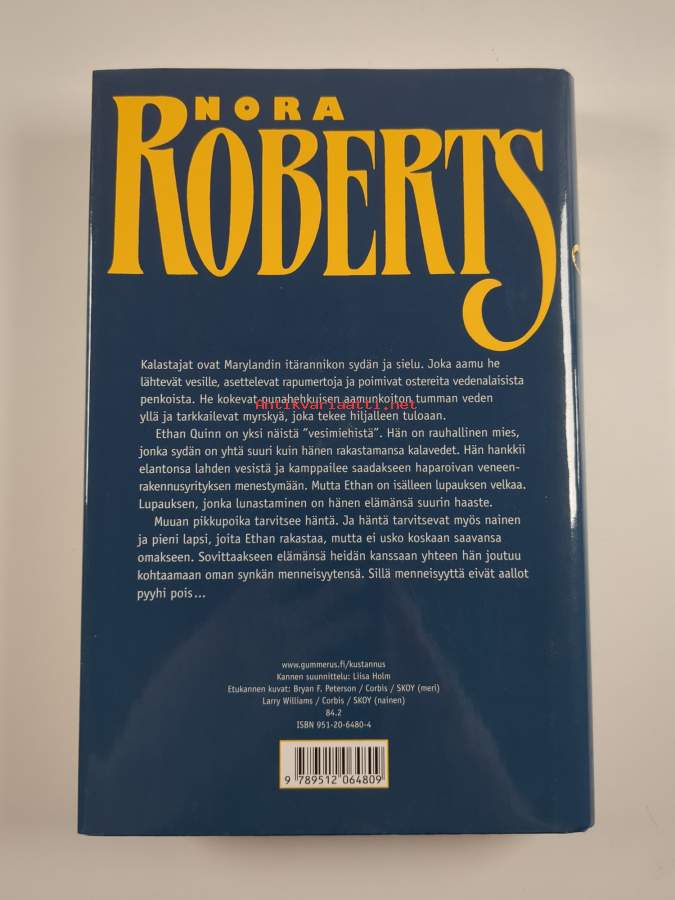 NORA
ROBERTS
Kalastajat ovat Marylandin itärannikon sydän ja sielu. Joka aamu he
lähtevät vesille, asettelevat rapumertoja ja poimivat ostereita vedenalaisista
penkoista. He kokevat punahehkuisen aamunkoiton tumman veden
Antikvariaatti.net
yllä ja tarkkailevat myrskyä, joka tekee hiljalleen tuloaan.
Ethan Quinn on yksi näistä "vesimiehistä". Hän on rauhallinen mies,
jonka sydän on yhtä suuri kuin hänen rakastamansa kalavedet. Hän hankkii
elantonsa lahden vesistä ja kamppailee saadakseen haparoivan veneen-
rakennusyrityksen menestymään. Mutta Ethan on isälleen lupauksen velkaa.
Lupauksen, jonka lunastaminen on hänen elämänsä suurin haaste.
Muuan pikkupoika tarvitsee häntä. Ja häntä tarvitsevat myös nainen
ja pieni lapsi, joita Ethan rakastaa, mutta ei usko koskaan saavansa
omakseen. Sovittaakseen elämänsä heidän kanssaan yhteen hän joutuu
kohtaamaan oman synkän menneisyytensä. Sillä menneisyyttä eivät aallot
pyyhi pois...
www.gummerus.fi/kustannus
Kannen suunnittelu: Liisa Holm
Etukannen kuvat: Bryan F. Peterson / Corbis / SKOY (meri)
Larry Williams / Corbis / SKOY (nainen)
84.2
ISBN 951-20-6480-4
9 789512 064809